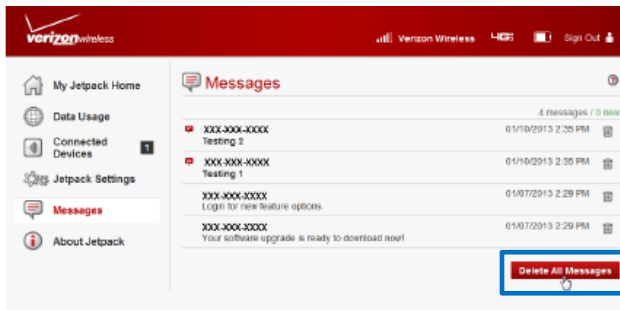 verizonwireless
Verizon Wireless 4G Sign Out
My Jetpack Home
Data Usage
Connected Devices 1
Jetpack Settings
Messages
About Jetpack
Messages
4 messages / 0 new
XXX-XXX-XXXX 01/10/2013 2:35 PM
Testing 2
XXX-XXX-XXXX 01/10/2013 2:35 PM
Testing 1
XXX-XXX-XXXX 01/07/2013 2:29 PM
Login for new feature options.
XXX-XXX-XXXX 01/07/2013 2:29 PM
Your software upgrade is ready to download now!
Delete All Messages